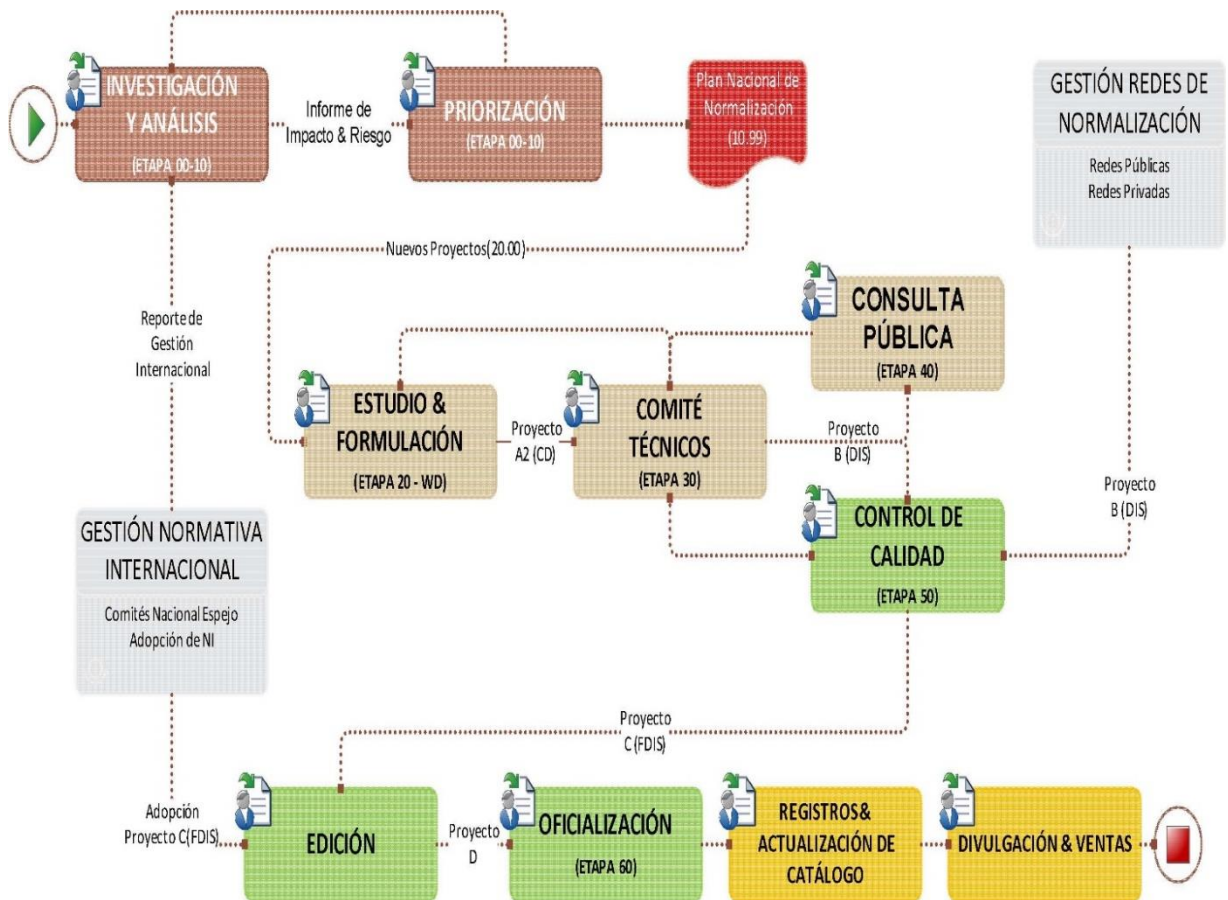 INVESTIGACIÓN
Y ANÁLISIS
(ETAPA 00-10)
Informe de
Impacto & Riesgo
PRIORIZACIÓN
(ETAPA 00-10)
Plan Nacional de
Normalización
(10.99)
GESTIÓN REDES DE
NORMALIZACIÓN
Redes Públicas
Redes Privadas
Nuevos Proyectos(20.00)
Reporte de
Gestión
Internacional
CONSULTA
PÚBLICA
(ETAPA 40)
ESTUDIO &
FORMULACIÓN
(ETAPA 20 - WD)
Proyecto
A2 (CD)
COMITÉ
TÉCNICOS
(ETAPA 30)
Proyecto
B (DIS)
Proyecto
B (DIS)
CONTROL DE
CALIDAD
(ETAPA 50)
GESTIÓN NORMATIVA
INTERNACIONAL
Comités Nacional Espejo
Adopción de NI
Proyecto
C (FDIS)
Adopción
Proyecto C(FDIS)
EDICIÓN
Proyecto
D
OFICIALIZACIÓN
(ETAPA 60)
REGISTROS&
ACTUALIZACIÓN DE
CATÁLOGO
DIVULGACIÓN & VENTAS